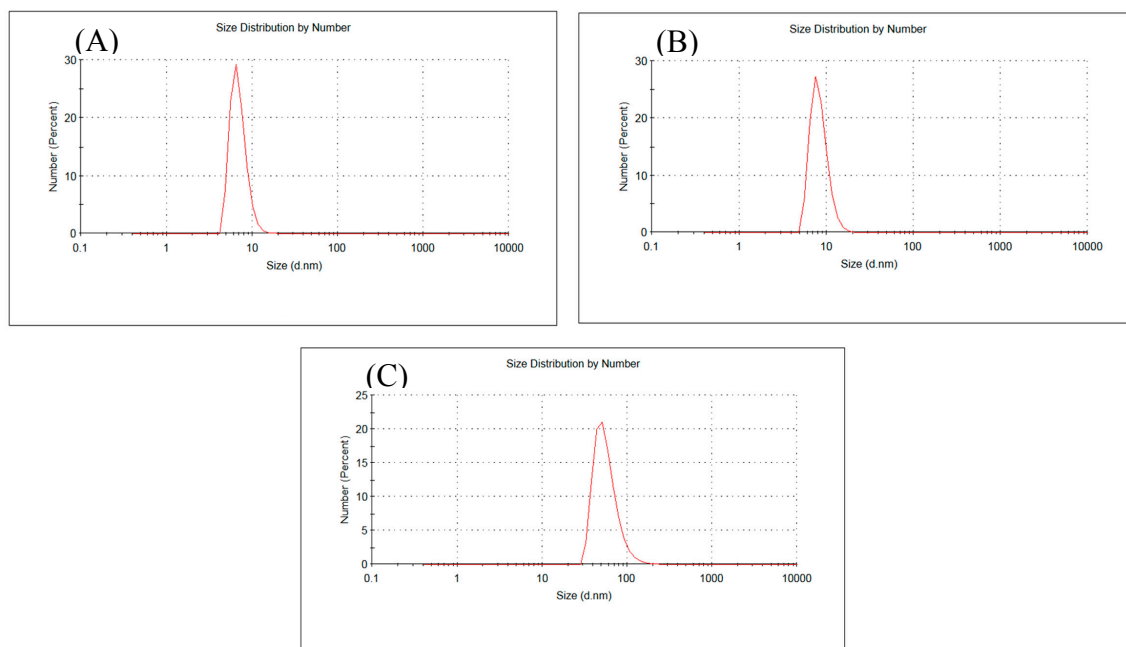 (A)
Size Distribution by Number
Number (Percent)
30
20
10
0
0.1 1 10 100 1000 10000
Size (d.nm)
(B)
Size Distribution by Number
Number (Percent)
30
20
10
0
0.1 1 10 100 1000 10000
Size (d.nm)
(C)
Size Distribution by Number
Number (Percent)
25
20
15
10
5
0
0.1 1 10 100 1000 10000
Size (d.nm)